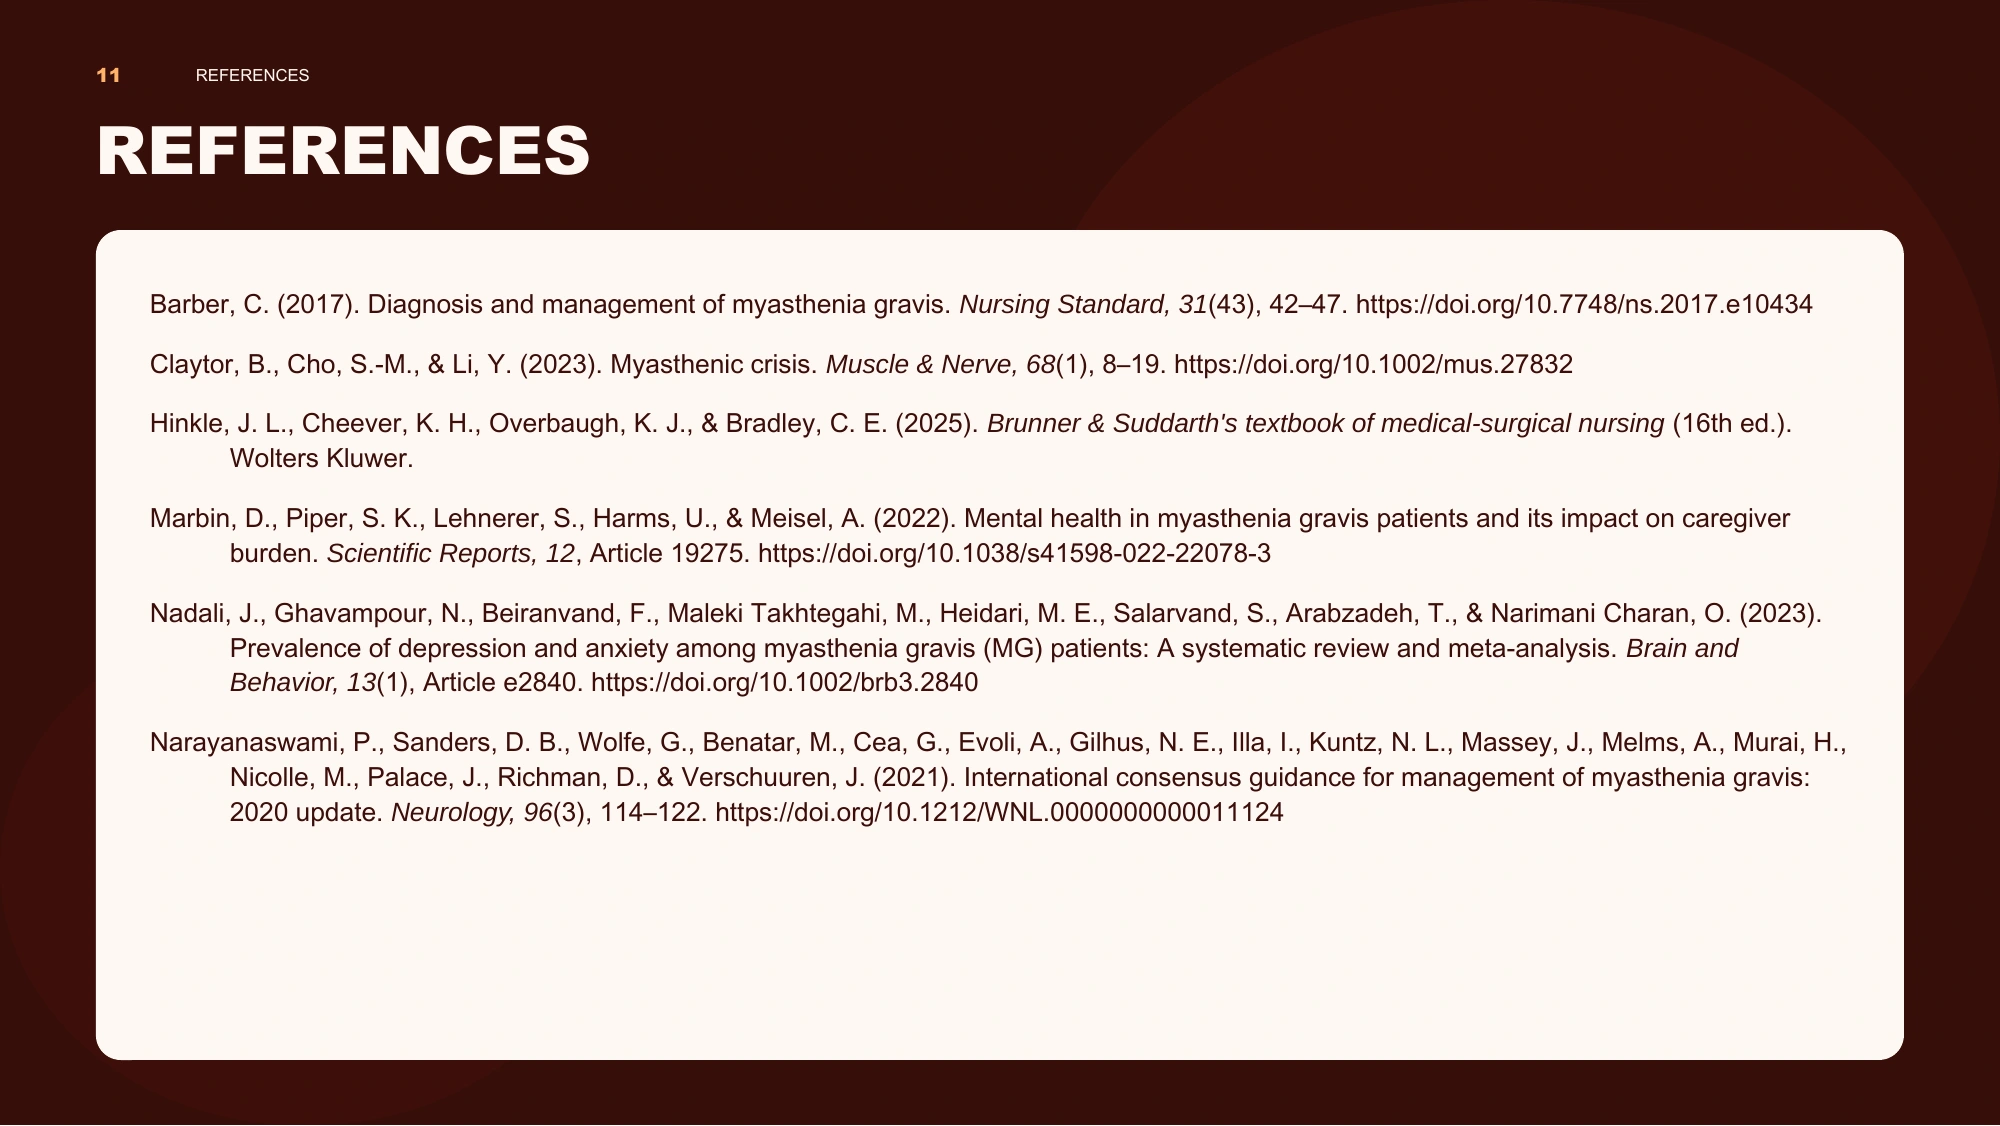 11 REFERENCES
REFERENCES
Barber, C. (2017). Diagnosis and management of myasthenia gravis. Nursing Standard, 31(43), 42–47. https://doi.org/10.7748/ns.2017.e10434
Claytor, B., Cho, S.-M., & Li, Y. (2023). Myasthenic crisis. Muscle & Nerve, 68(1), 8–19. https://doi.org/10.1002/mus.27832
Hinkle, J. L., Cheever, K. H., Overbaugh, K. J., & Bradley, C. E. (2025). Brunner & Suddarth's textbook of medical-surgical nursing (16th ed.).
Wolters Kluwer.
Marbin, D., Piper, S. K., Lehnerer, S., Harms, U., & Meisel, A. (2022). Mental health in myasthenia gravis patients and its impact on caregiver
burden. Scientific Reports, 12, Article 19275. https://doi.org/10.1038/s41598-022-22078-3
Nadali, J., Ghavampour, N., Beiranvand, F., Maleki Takhtegahi, M., Heidari, M. E., Salarvand, S., Arabzadeh, T., & Narimani Charan, O. (2023).
Prevalence of depression and anxiety among myasthenia gravis (MG) patients: A systematic review and meta-analysis. Brain and
Behavior, 13(1), Article e2840. https://doi.org/10.1002/brb3.2840
Narayanaswami, P., Sanders, D. B., Wolfe, G., Benatar, M., Cea, G., Evoli, A., Gilhus, N. E., Illa, I., Kuntz, N. L., Massey, J., Melms, A., Murai, H.,
Nicolle, M., Palace, J., Richman, D., & Verschuuren, J. (2021). International consensus guidance for management of myasthenia gravis:
2020 update. Neurology, 96(3), 114–122. https://doi.org/10.1212/WNL.0000000000011124